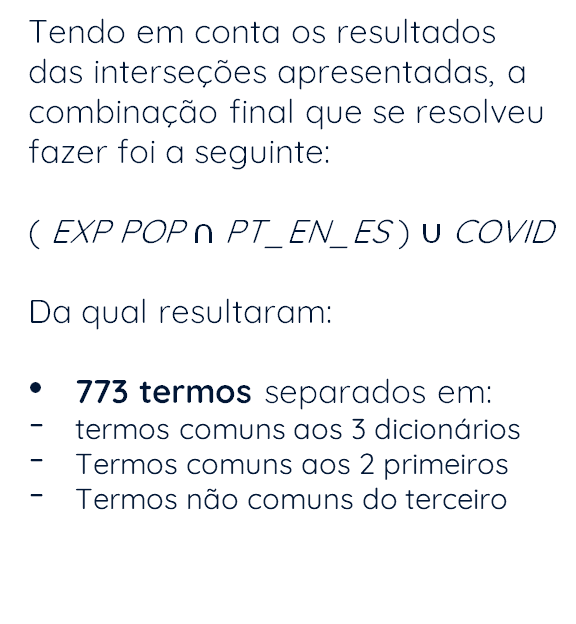 Tendo em conta os resultados
das interseções apresentadas, a
combinação final que se resolveu
fazer foi a seguinte:
( EXP POP ∩ PT_EN_ES ) ∪ COVID
Da qual resultaram:
• 773 termos separados em:
- termos comuns aos 3 dicionários
- Termos comuns aos 2 primeiros
- Termos não comuns do terceiro